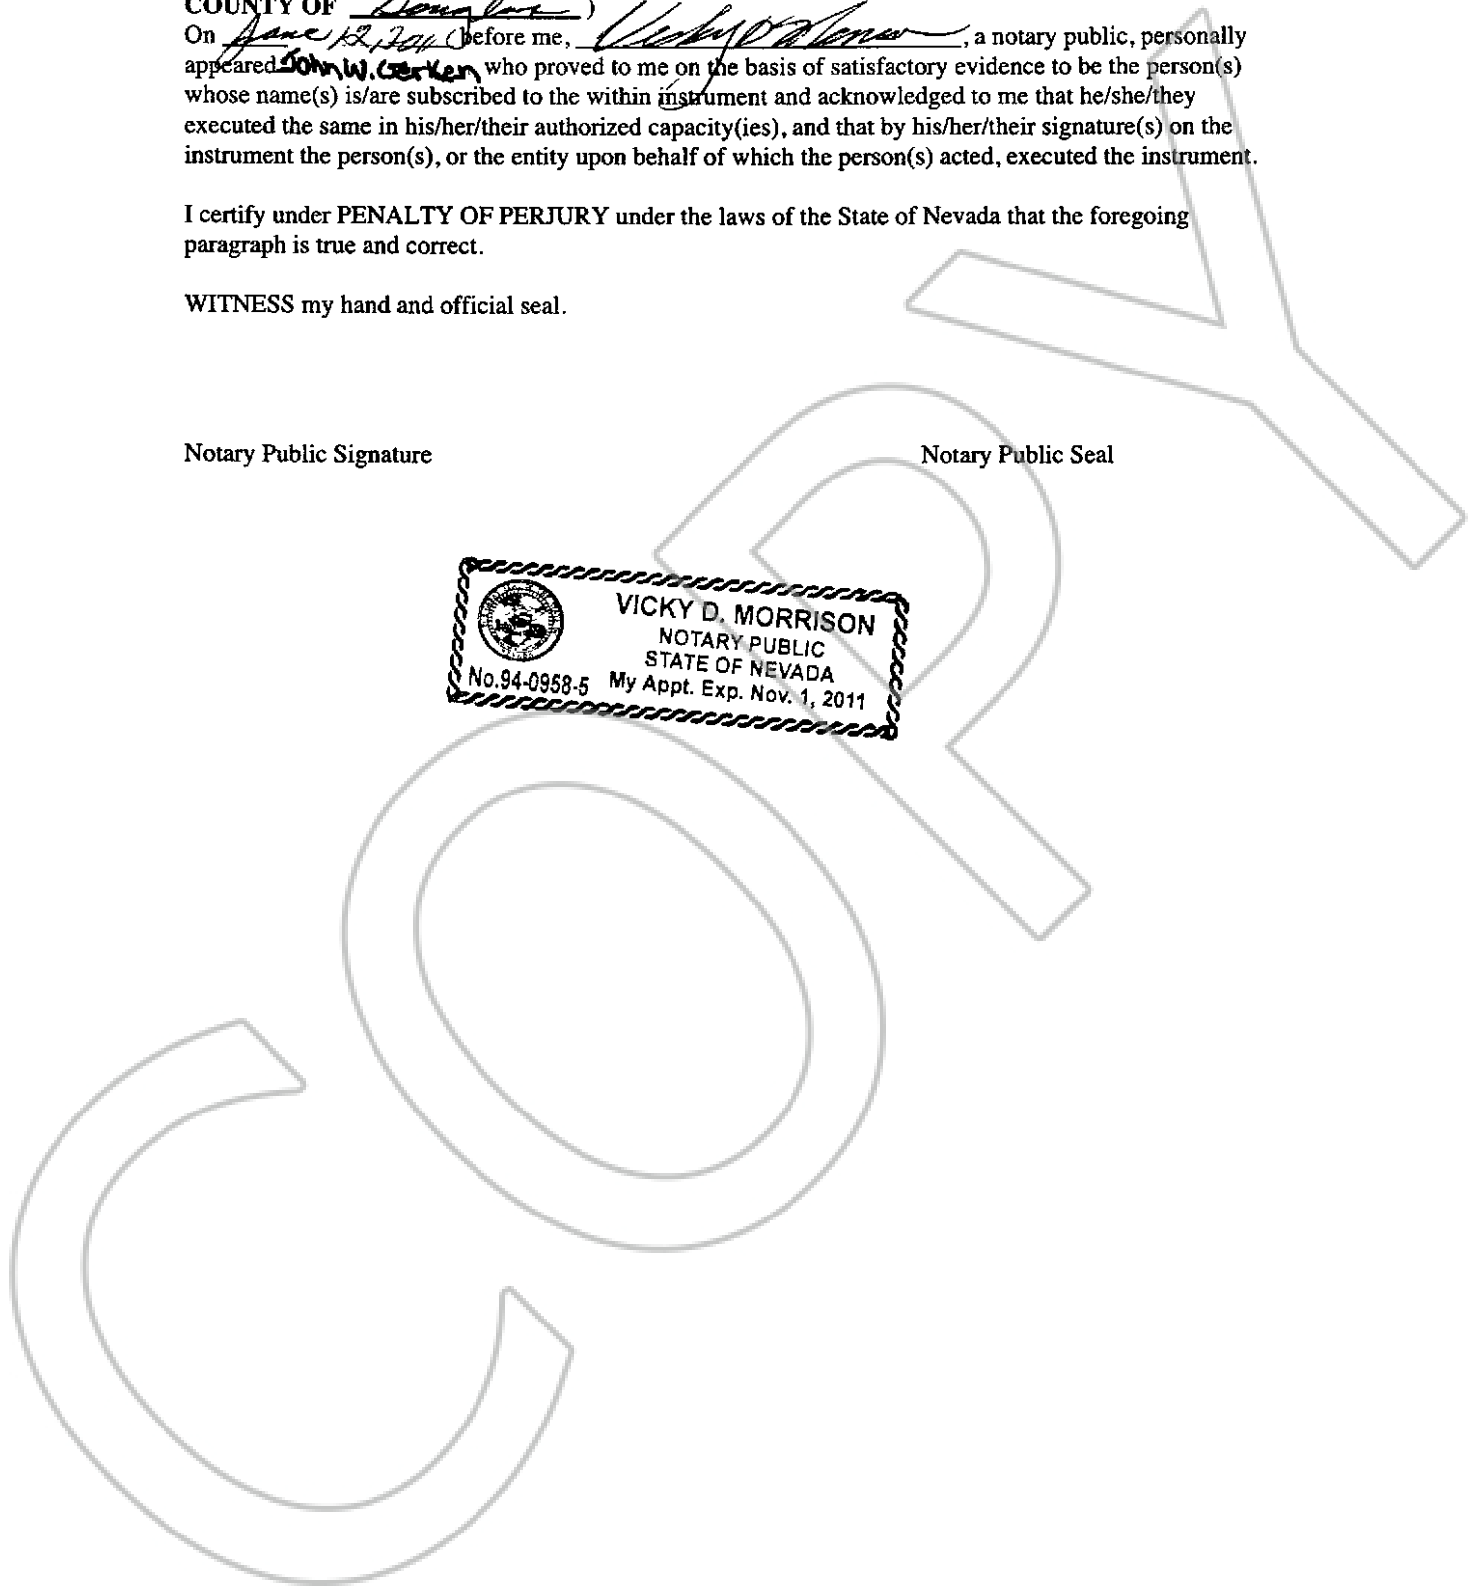 COUNTY OF Douglas )
On June 12, 2011 before me, Vicky D Morrison, a notary public, personally
appeared John W. Gerken who proved to me on the basis of satisfactory evidence to be the person(s)
whose name(s) is/are subscribed to the within instrument and acknowledged to me that he/she/they
executed the same in his/her/their authorized capacity(ies), and that by his/her/their signature(s) on the
instrument the person(s), or the entity upon behalf of which the person(s) acted, executed the instrument.
I certify under PENALTY OF PERJURY under the laws of the State of Nevada that the foregoing
paragraph is true and correct.
WITNESS my hand and official seal.
Notary Public Signature Notary Public Seal
VICKY D. MORRISON
NOTARY PUBLIC
STATE OF NEVADA
No.94-0958-5 My Appt. Exp. Nov. 1, 2011
COPY